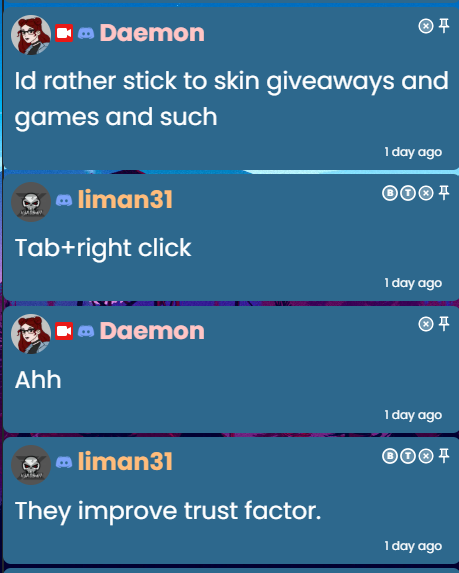 Daemon
Id rather stick to skin giveaways and
games and such
1 day ago
liman31
B T
Tab+right click
1 day ago
Daemon
Ahh
1 day ago
liman31
B T
They improve trust factor.
1 day ago